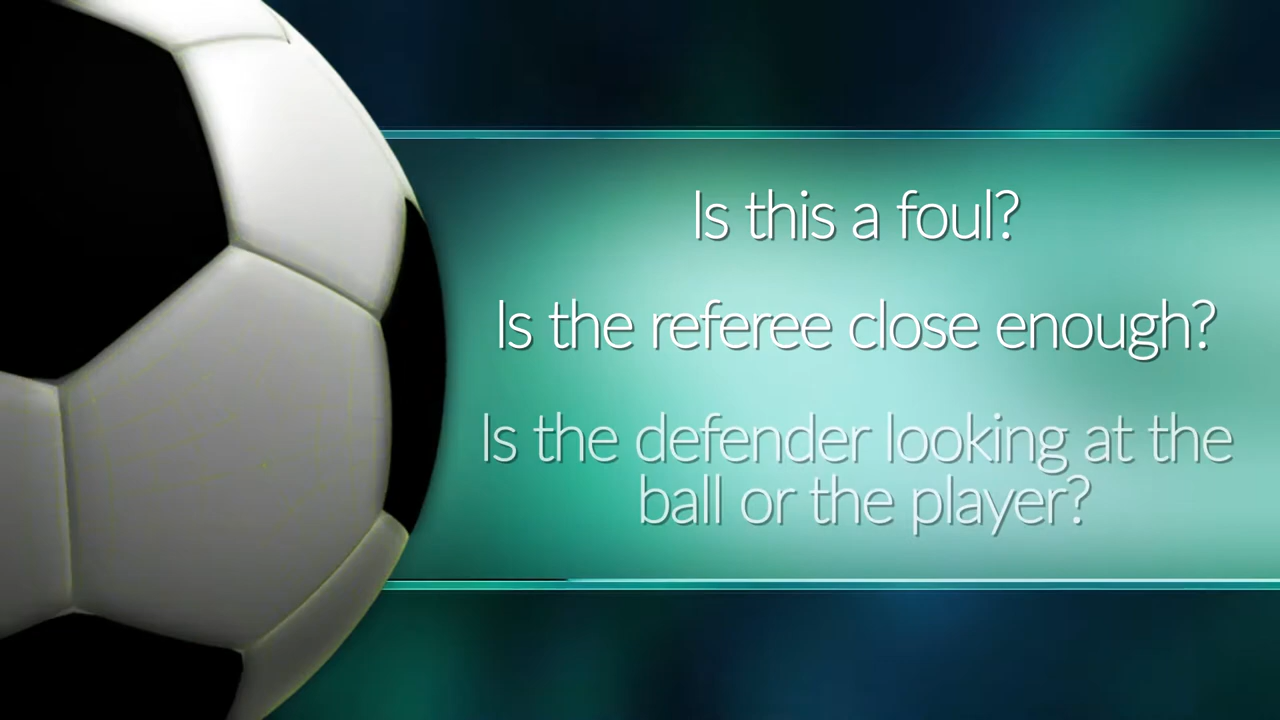 Is this a foul?
Is the referee close enough?
Is the defender looking at the
ball or the player?